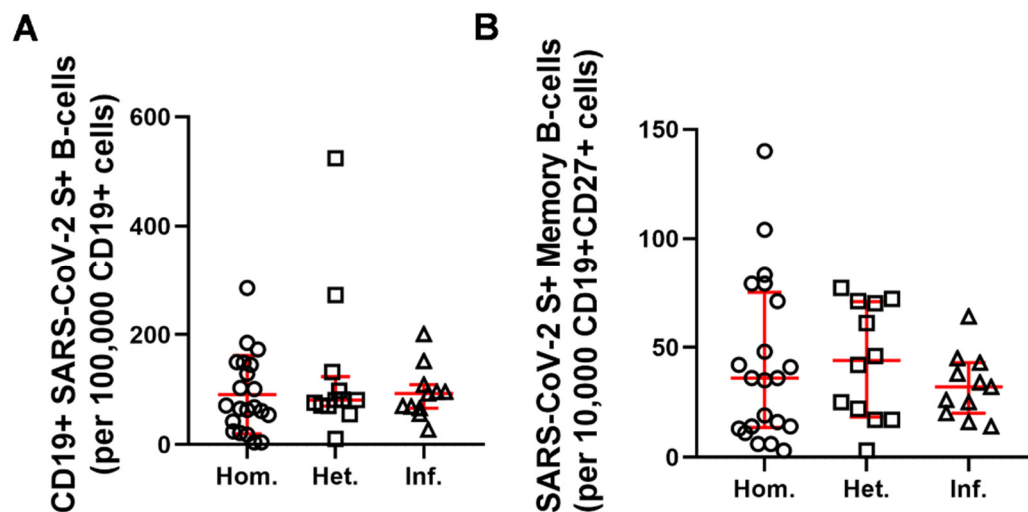 A
CD19+ SARS-CoV-2 S+ B-cells
(per 100,000 CD19+ cells)
600
400
200
0
Hom. Het. Inf.
B
SARS-CoV-2 S+ Memory B-cells
(per 10,000 CD19+CD27+ cells)
150
100
50
0
Hom. Het. Inf.